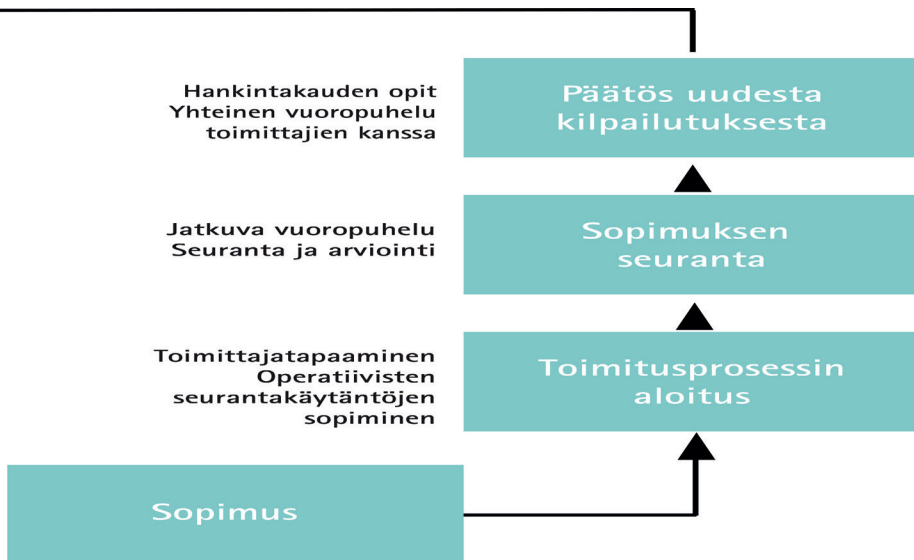 Hankintakauden opit
Yhteinen vuoropuhelu
toimittajien kanssa
Päätös uudesta
kilpailutuksesta
Jatkuva vuoropuhelu
Seuranta ja arviointi
Sopimuksen
seuranta
Toimittajatapaaminen
Operatiivisten
seurantakäytäntöjen
sopiminen
Toimitusprosessin
aloitus
Sopimus